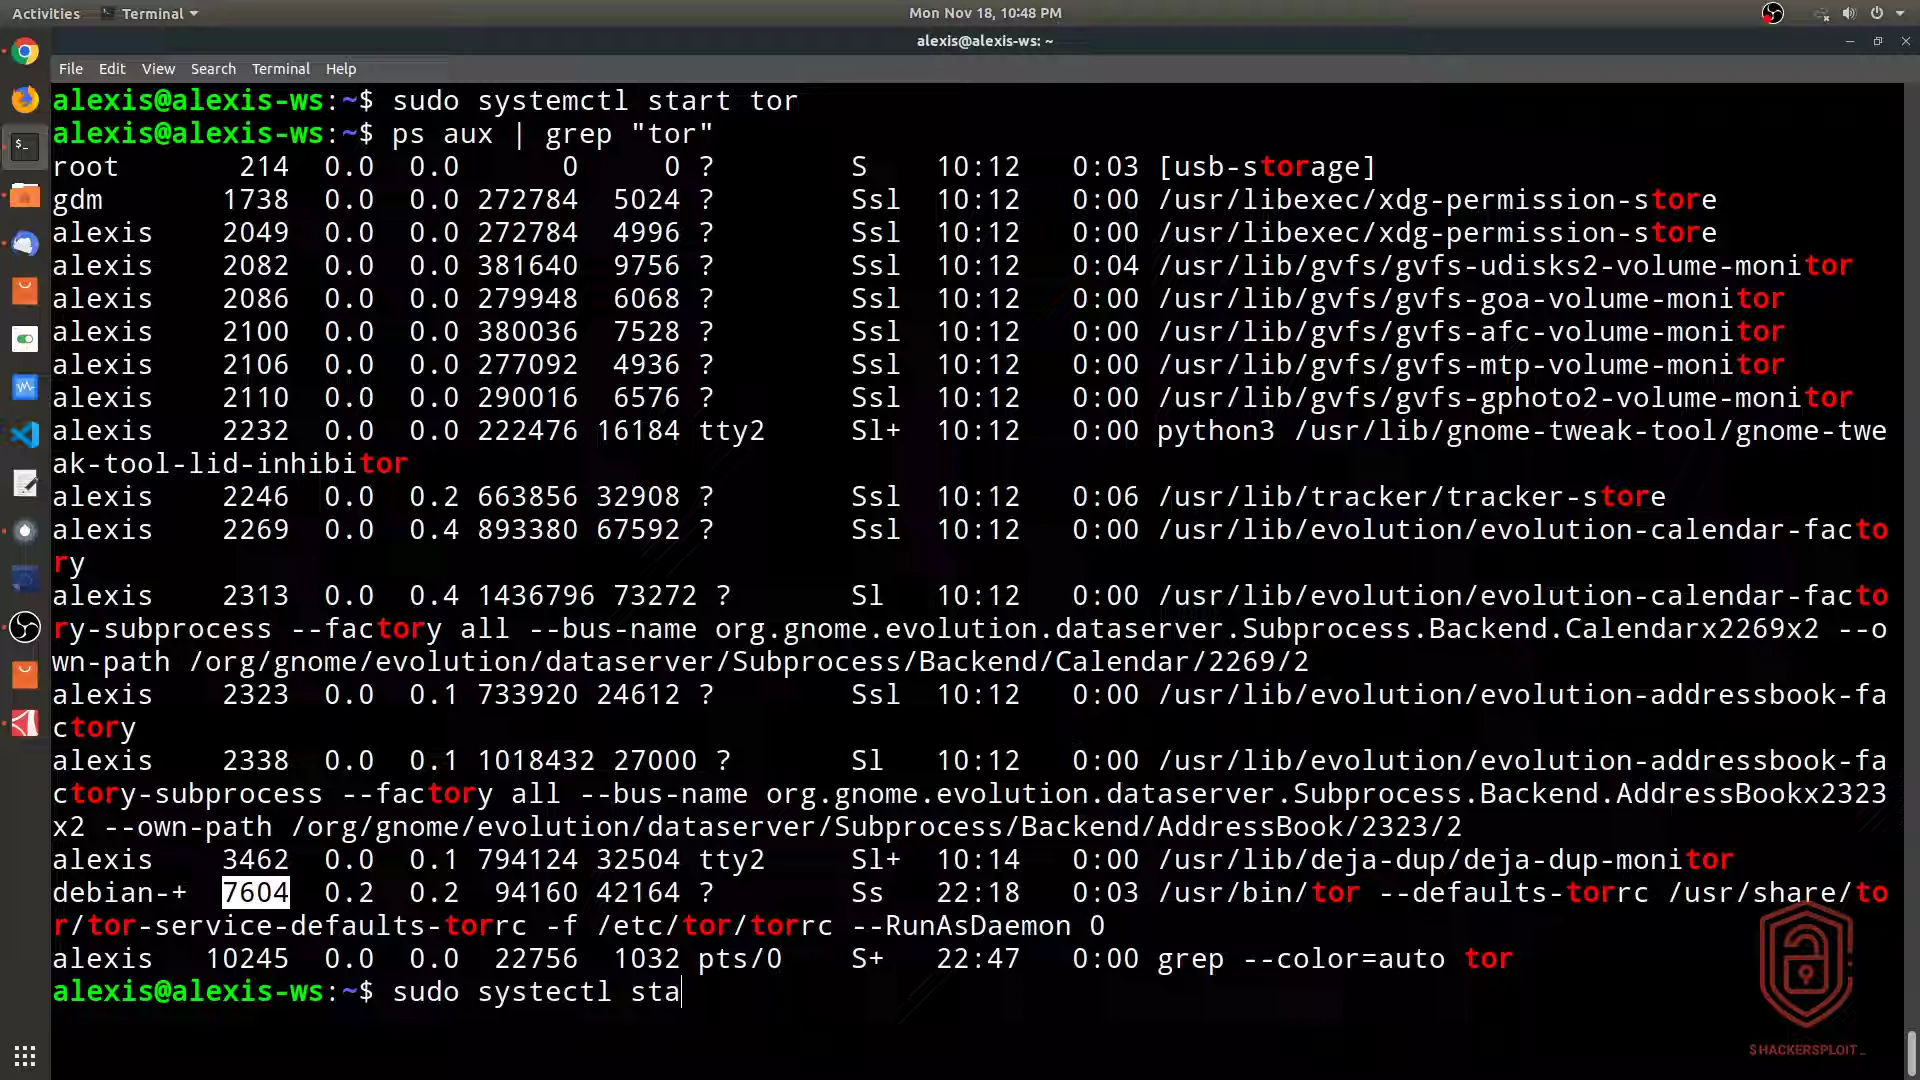 Activities Terminal Mon Nov 18, 10:48 PM
alexis@alexis-ws: ~
File Edit View Search Terminal Help
alexis@alexis-ws:~$ sudo systemctl start tor
alexis@alexis-ws:~$ ps aux | grep "tor"
root 214 0.0 0.0 0 0 ? S 10:12 0:03 [usb-storage]
gdm 1738 0.0 0.0 272784 5024 ? Ssl 10:12 0:00 /usr/libexec/xdg-permission-store
alexis 2049 0.0 0.0 272784 4996 ? Ssl 10:12 0:00 /usr/libexec/xdg-permission-store
alexis 2082 0.0 0.0 381640 9756 ? Ssl 10:12 0:04 /usr/lib/gvfs/gvfs-udisks2-volume-monitor
alexis 2086 0.0 0.0 279948 6068 ? Ssl 10:12 0:00 /usr/lib/gvfs/gvfs-goa-volume-monitor
alexis 2100 0.0 0.0 380036 7528 ? Ssl 10:12 0:00 /usr/lib/gvfs/gvfs-afc-volume-monitor
alexis 2106 0.0 0.0 277092 4936 ? Ssl 10:12 0:00 /usr/lib/gvfs/gvfs-mtp-volume-monitor
alexis 2110 0.0 0.0 290016 6576 ? Ssl 10:12 0:00 /usr/lib/gvfs/gvfs-gphoto2-volume-monitor
alexis 2232 0.0 0.0 222476 16184 tty2 Sl+ 10:12 0:00 python3 /usr/lib/gnome-tweak-tool/gnome-twe
ak-tool-lid-inhibitor
alexis 2246 0.0 0.2 663856 32908 ? Ssl 10:12 0:06 /usr/lib/tracker/tracker-store
alexis 2269 0.0 0.4 893380 67592 ? Ssl 10:12 0:00 /usr/lib/evolution/evolution-calendar-facto
ry
alexis 2313 0.0 0.4 1436796 73272 ? Sl 10:12 0:00 /usr/lib/evolution/evolution-calendar-facto
ry-subprocess --factory all --bus-name org.gnome.evolution.dataserver.Subprocess.Backend.Calendarx2269x2 --o
wn-path /org/gnome/evolution/dataserver/Subprocess/Backend/Calendar/2269/2
alexis 2323 0.0 0.1 733920 24612 ? Ssl 10:12 0:00 /usr/lib/evolution/evolution-addressbook-fa
ctory
alexis 2338 0.0 0.1 1018432 27000 ? Sl 10:12 0:00 /usr/lib/evolution/evolution-addressbook-fa
ctory-subprocess --factory all --bus-name org.gnome.evolution.dataserver.Subprocess.Backend.AddressBookx2323
x2 --own-path /org/gnome/evolution/dataserver/Subprocess/Backend/AddressBook/2323/2
alexis 3462 0.0 0.1 794124 32504 tty2 Sl+ 10:14 0:00 /usr/lib/deja-dup/deja-dup-monitor
debian-+ 7604 0.2 0.2 94160 42164 ? Ss 22:18 0:03 /usr/bin/tor --defaults-torrc /usr/share/to
r/tor-service-defaults-torrc -f /etc/tor/torrc --RunAsDaemon 0
alexis 10245 0.0 0.0 22756 1032 pts/0 S+ 22:47 0:00 grep --color=auto tor
alexis@alexis-ws:~$ sudo systectl sta
$HACKERSPLOIT_